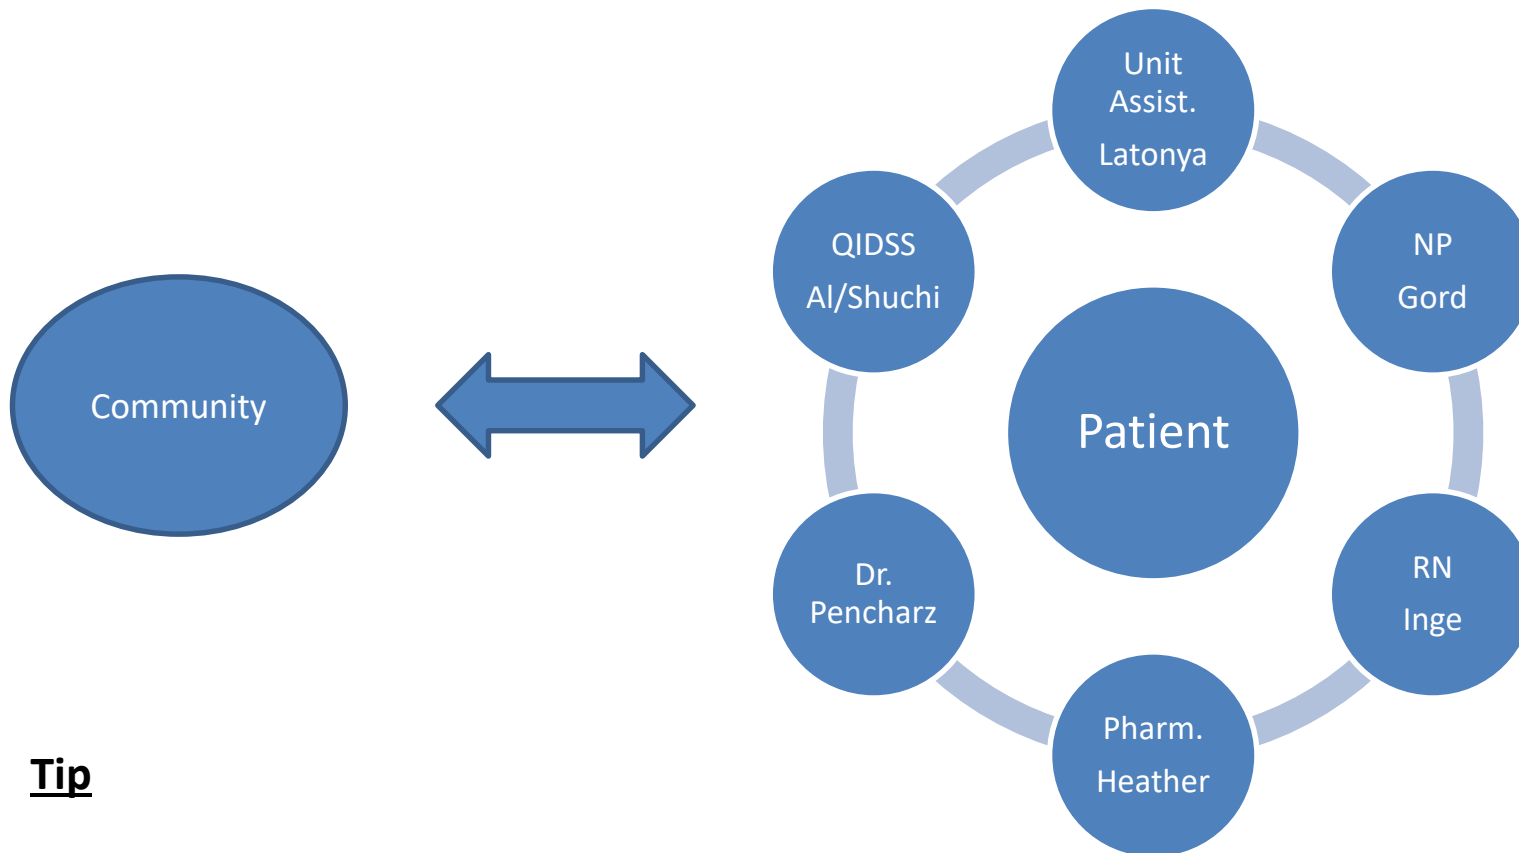 Unit
Assist.
Latonya
QIDSS
Al/Shuchi
NP
Gord
Community
Patient
Dr.
Pencharz
RN
Inge
Pharm.
Heather
Tip